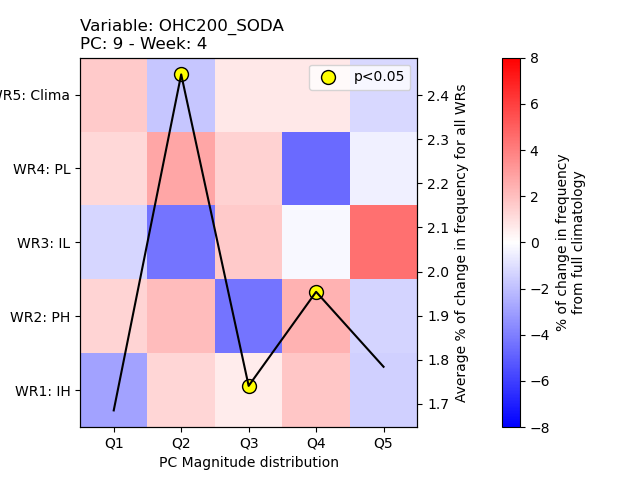 Variable: OHC200_SODA
PC: 9 - Week: 4
p<0.05
WR5: Clima
WR4: PL
WR3: IL
WR2: PH
WR1: IH
2.4
2.3
2.2
2.1
2.0
1.9
1.8
1.7
Average % of change in frequency for all WRs
Q1 Q2 Q3 Q4 Q5
PC Magnitude distribution
8
6
4
2
0
−2
−4
−6
−8
% of change in frequency
from full climatology